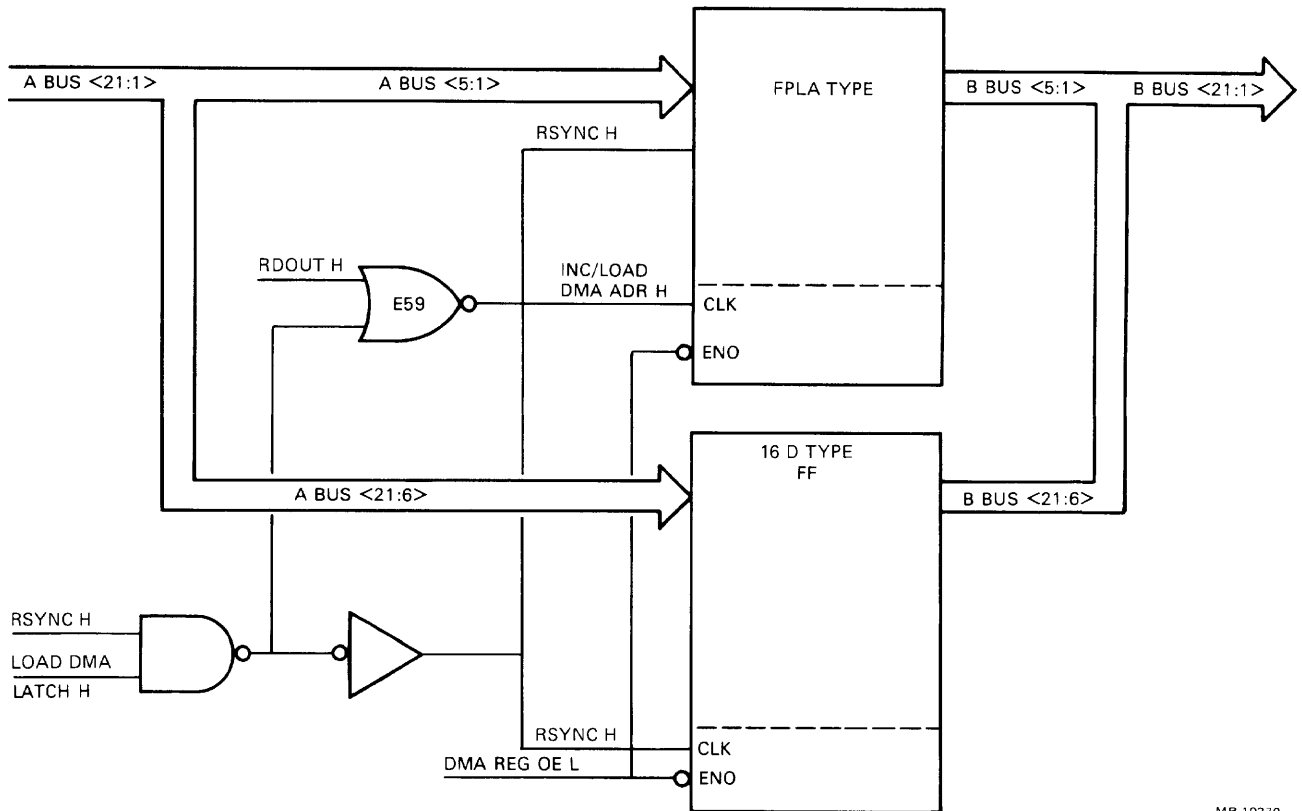 A BUS <21:1>
A BUS <5:1>
FPLA TYPE
B BUS <5:1>
B BUS <21:1>
RSYNC H
RDOUT H
E59
INC/LOAD
DMA ADR H
CLK
ENO
16 D TYPE
FF
A BUS <21:6>
B BUS <21:6>
RSYNC H
LOAD DMA
LATCH H
RSYNC H
CLK
DMA REG OE L
ENO